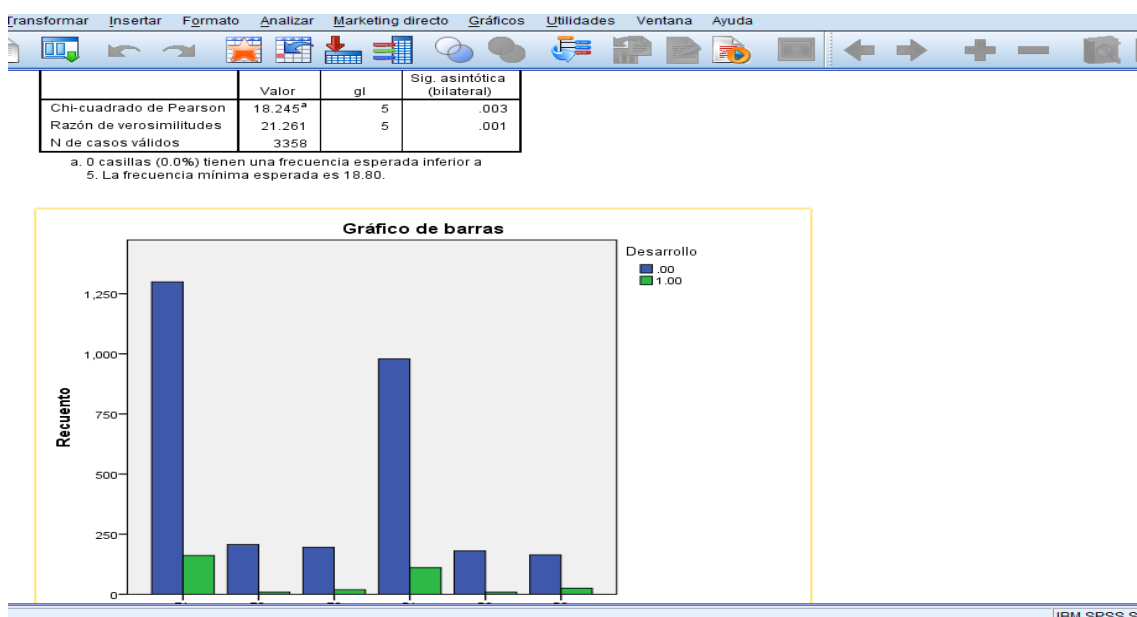 Transformar Insertar Formato Analizar Marketing directo Gráficos Utilidades Ventana Ayuda
Valor gl Sig. asintótica (bilateral)
Chi-cuadrado de Pearson 18.245a 5 .003
Razón de verosimilitudes 21.261 5 .001
N de casos válidos 3358
a. 0 casillas (0.0%) tienen una frecuencia esperada inferior a
5. La frecuencia mínima esperada es 18.80.
Gráfico de barras
Desarrollo
.00
1.00
1,250
1,000
750
500
250
0
Recuento
IBM SPSS S